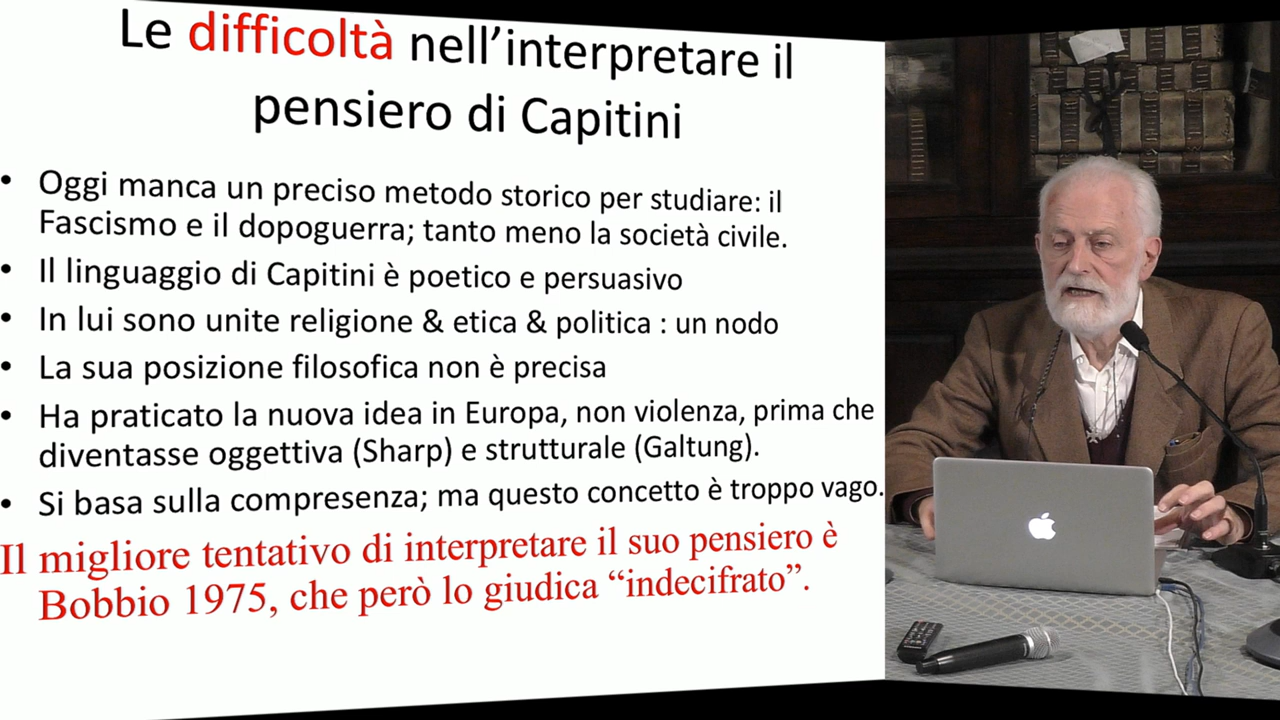 Le difficoltà nell’interpretare il
pensiero di Capitini
• Oggi manca un preciso metodo storico per studiare: il
Fascismo e il dopoguerra; tanto meno la società civile.
• Il linguaggio di Capitini è poetico e persuasivo
• In lui sono unite religione & etica & politica : un nodo
• La sua posizione filosofica non è precisa
• Ha praticato la nuova idea in Europa, non violenza, prima che
diventasse oggettiva (Sharp) e strutturale (Galtung).
• Si basa sulla compresenza; ma questo concetto è troppo vago.
Il migliore tentativo di interpretare il suo pensiero è
Bobbio 1975, che però lo giudica “indecifrato”.